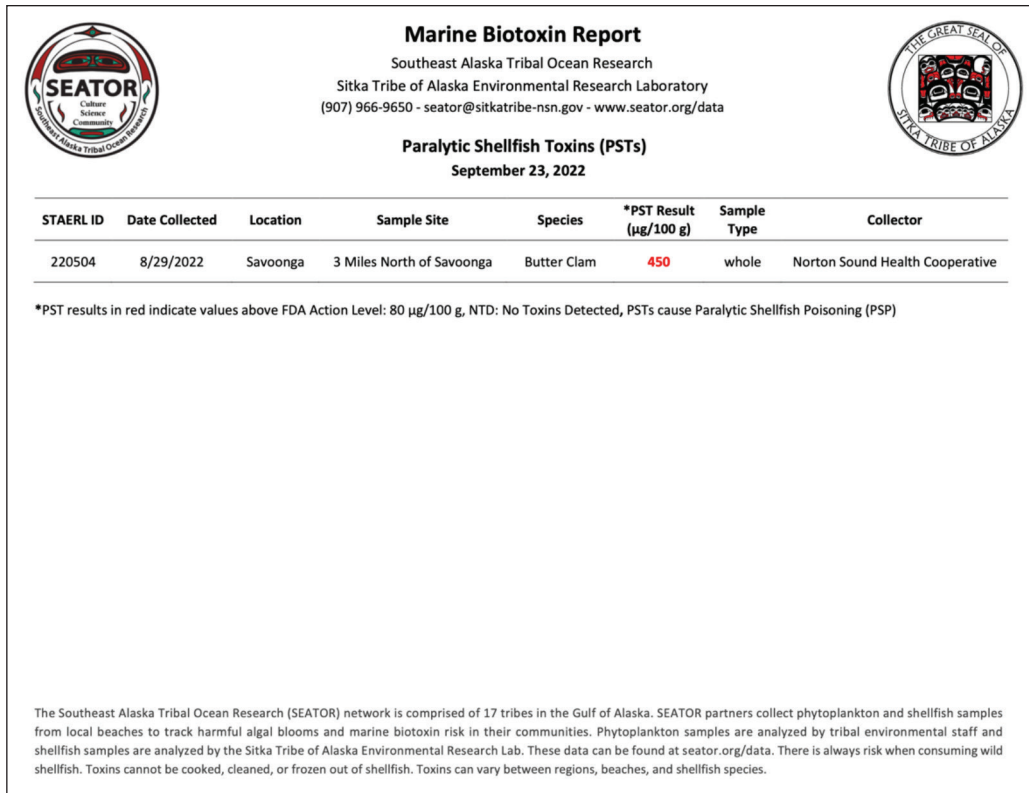 Marine Biotoxin Report
Southeast Alaska Tribal Ocean Research
Sitka Tribe of Alaska Environmental Research Laboratory
(907) 966-9650 - seator@sitkatribe-nsn.gov - www.seator.org/data
SEATOR
Culture
Science
Community
Southeast Alaska Tribal Ocean Research
THE GREAT SEAL OF
SITKA TRIBE OF ALASKA
Paralytic Shellfish Toxins (PSTs)
September 23, 2022
STAERL ID Date Collected Location Sample Site Species *PST Result (µg/100 g) Sample Type Collector
220504 8/29/2022 Savoonga 3 Miles North of Savoonga Butter Clam 450 whole Norton Sound Health Cooperative
*PST results in red indicate values above FDA Action Level: 80 µg/100 g, NTD: No Toxins Detected, PSTs cause Paralytic Shellfish Poisoning (PSP)
The Southeast Alaska Tribal Ocean Research (SEATOR) network is comprised of 17 tribes in the Gulf of Alaska. SEATOR partners collect phytoplankton and shellfish samples
from local beaches to track harmful algal blooms and marine biotoxin risk in their communities. Phytoplankton samples are analyzed by tribal environmental staff and
shellfish samples are analyzed by the Sitka Tribe of Alaska Environmental Research Lab. These data can be found at seator.org/data. There is always risk when consuming wild
shellfish. Toxins cannot be cooked, cleaned, or frozen out of shellfish. Toxins can vary between regions, beaches, and shellfish species.